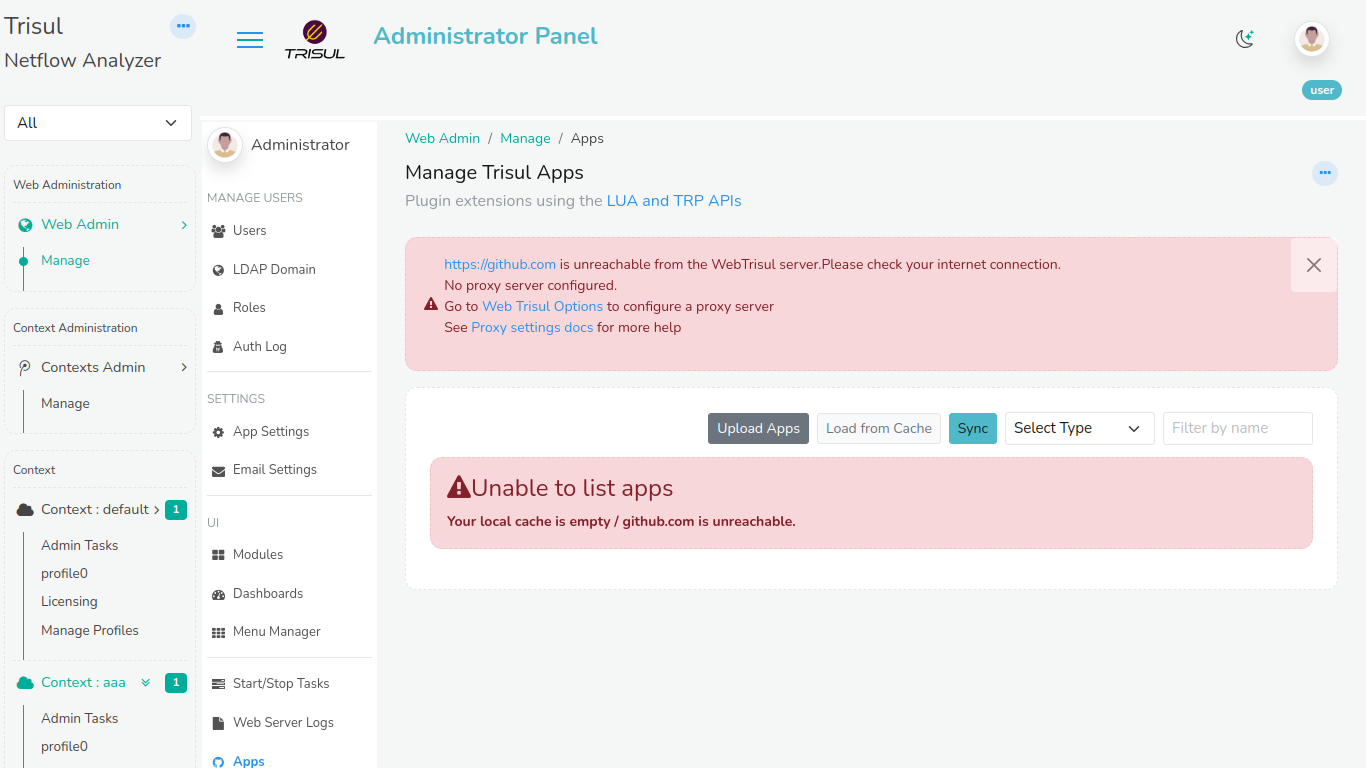 Trisul
Netflow Analyzer
All
Web Administration
Web Admin
Manage
Context Administration
Contexts Admin
Manage
Context
Context : default
1
Admin Tasks
profile0
Licensing
Manage Profiles
Context : aaa
1
Admin Tasks
profile0
TRISUL
Administrator Panel
user
Administrator
MANAGE USERS
Users
LDAP Domain
Roles
Auth Log
SETTINGS
App Settings
Email Settings
UI
Modules
Dashboards
Menu Manager
Start/Stop Tasks
Web Server Logs
Apps
Web Admin / Manage / Apps
Manage Trisul Apps
Plugin extensions using the LUA and TRP APIs
https://github.com is unreachable from the WebTrisul server.Please check your internet connection.
No proxy server configured.
Go to Web Trisul Options to configure a proxy server
See Proxy settings docs for more help
Upload Apps Load from Cache Sync Select Type Filter by name
Unable to list apps
Your local cache is empty / github.com is unreachable.